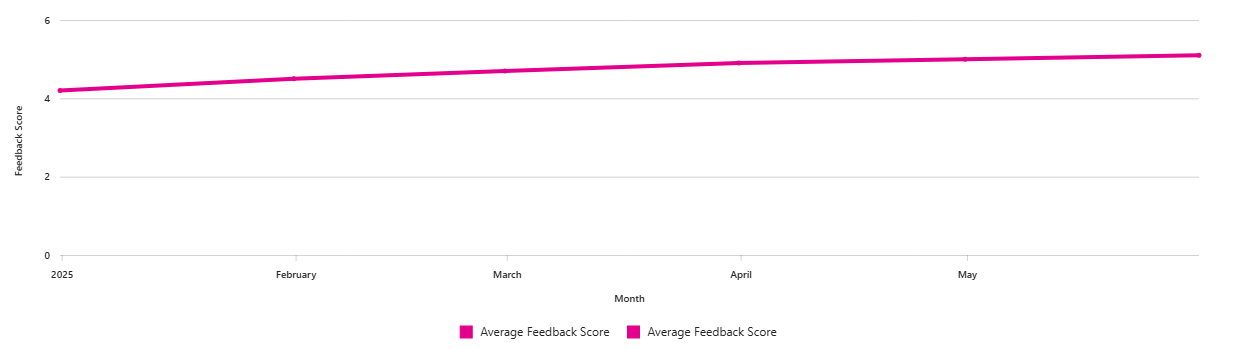 6
4
2
0
Feedback Score
2025 February March April May
Month
Average Feedback Score Average Feedback Score